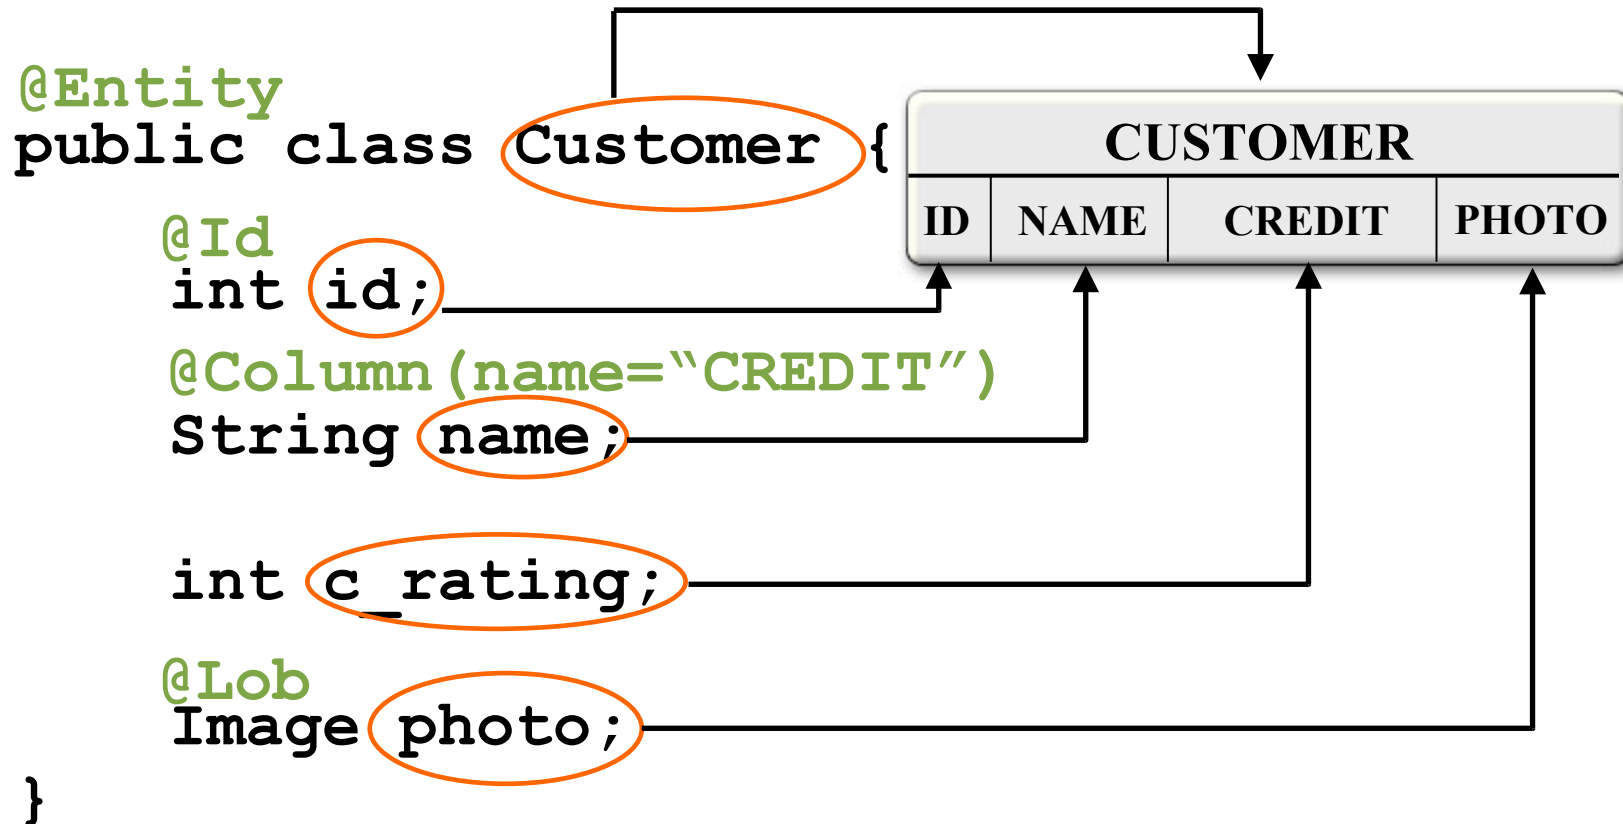 @Entity
public class Customer {
CUSTOMER
ID NAME CREDIT PHOTO
@Id
int id;
@Column(name=“CREDIT”)
String name;
int c_rating;
@Lob
Image photo;
}